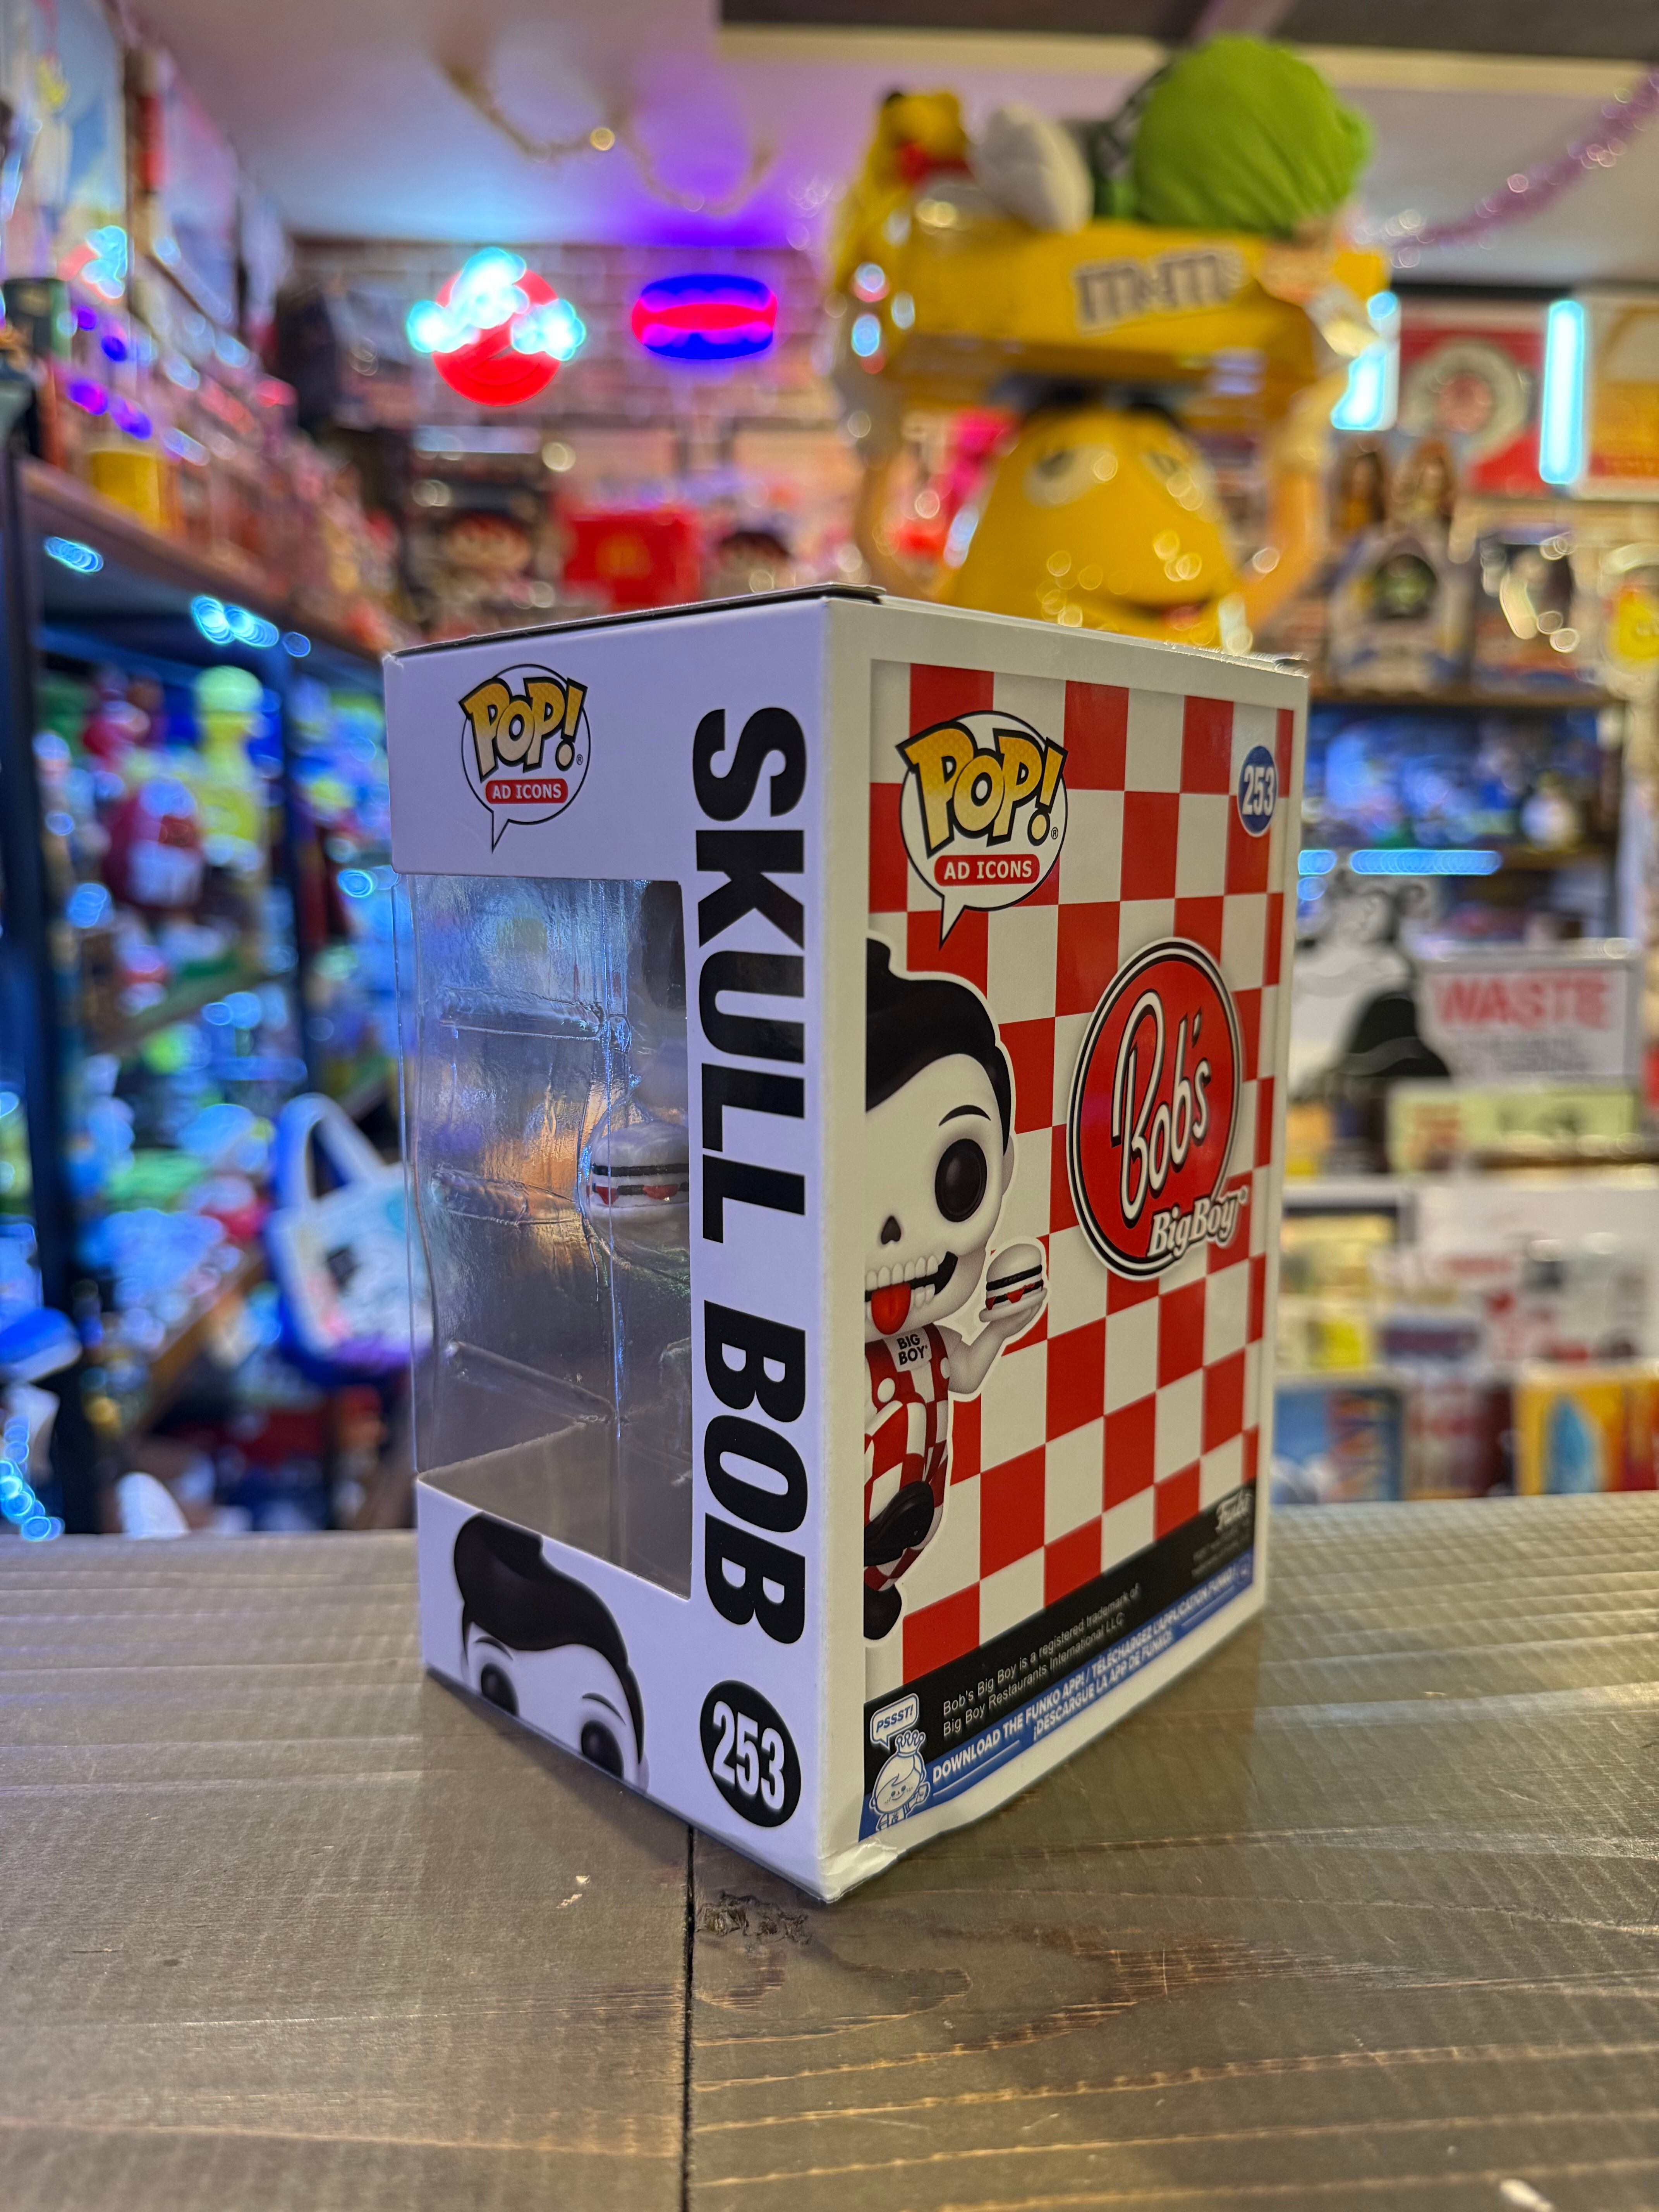 m&m's
POP!®
AD ICONS
SKULL BOB
253
POP!®
AD ICONS
253
Bob's
Big Boy®
BIG
BOY®
Funko
Bob's Big Boy is a registered trademark of
Big Boy Restaurants International LLC
PSSST!
DOWNLOAD THE FUNKO APP! / TÉLÉCHARGEZ L'APPLICATION FUNKO! /
¡DESCARGUE LA APP DE FUNKO!
WASTE